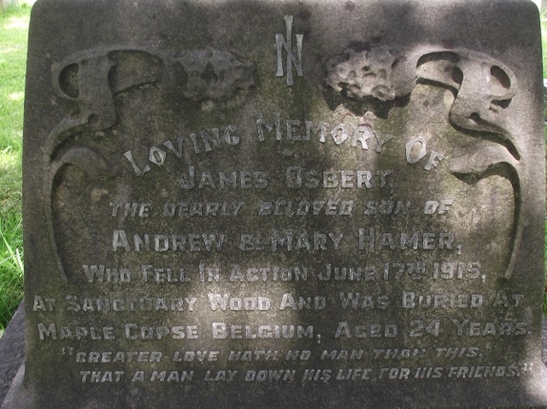 IN
LOVING MEMORY OF
JAMES OSBERT,
THE DEARLY BELOVED SON OF
ANDREW & MARY HAMER,
WHO FELL IN ACTION JUNE 17TH 1915,
AT SANCTUARY WOOD AND WAS BURIED AT
MAPLE COPSE BELGIUM, AGED 24 YEARS.
"GREATER LOVE HATH NO MAN THAN THIS,
THAT A MAN LAY DOWN HIS LIFE FOR HIS FRIENDS."